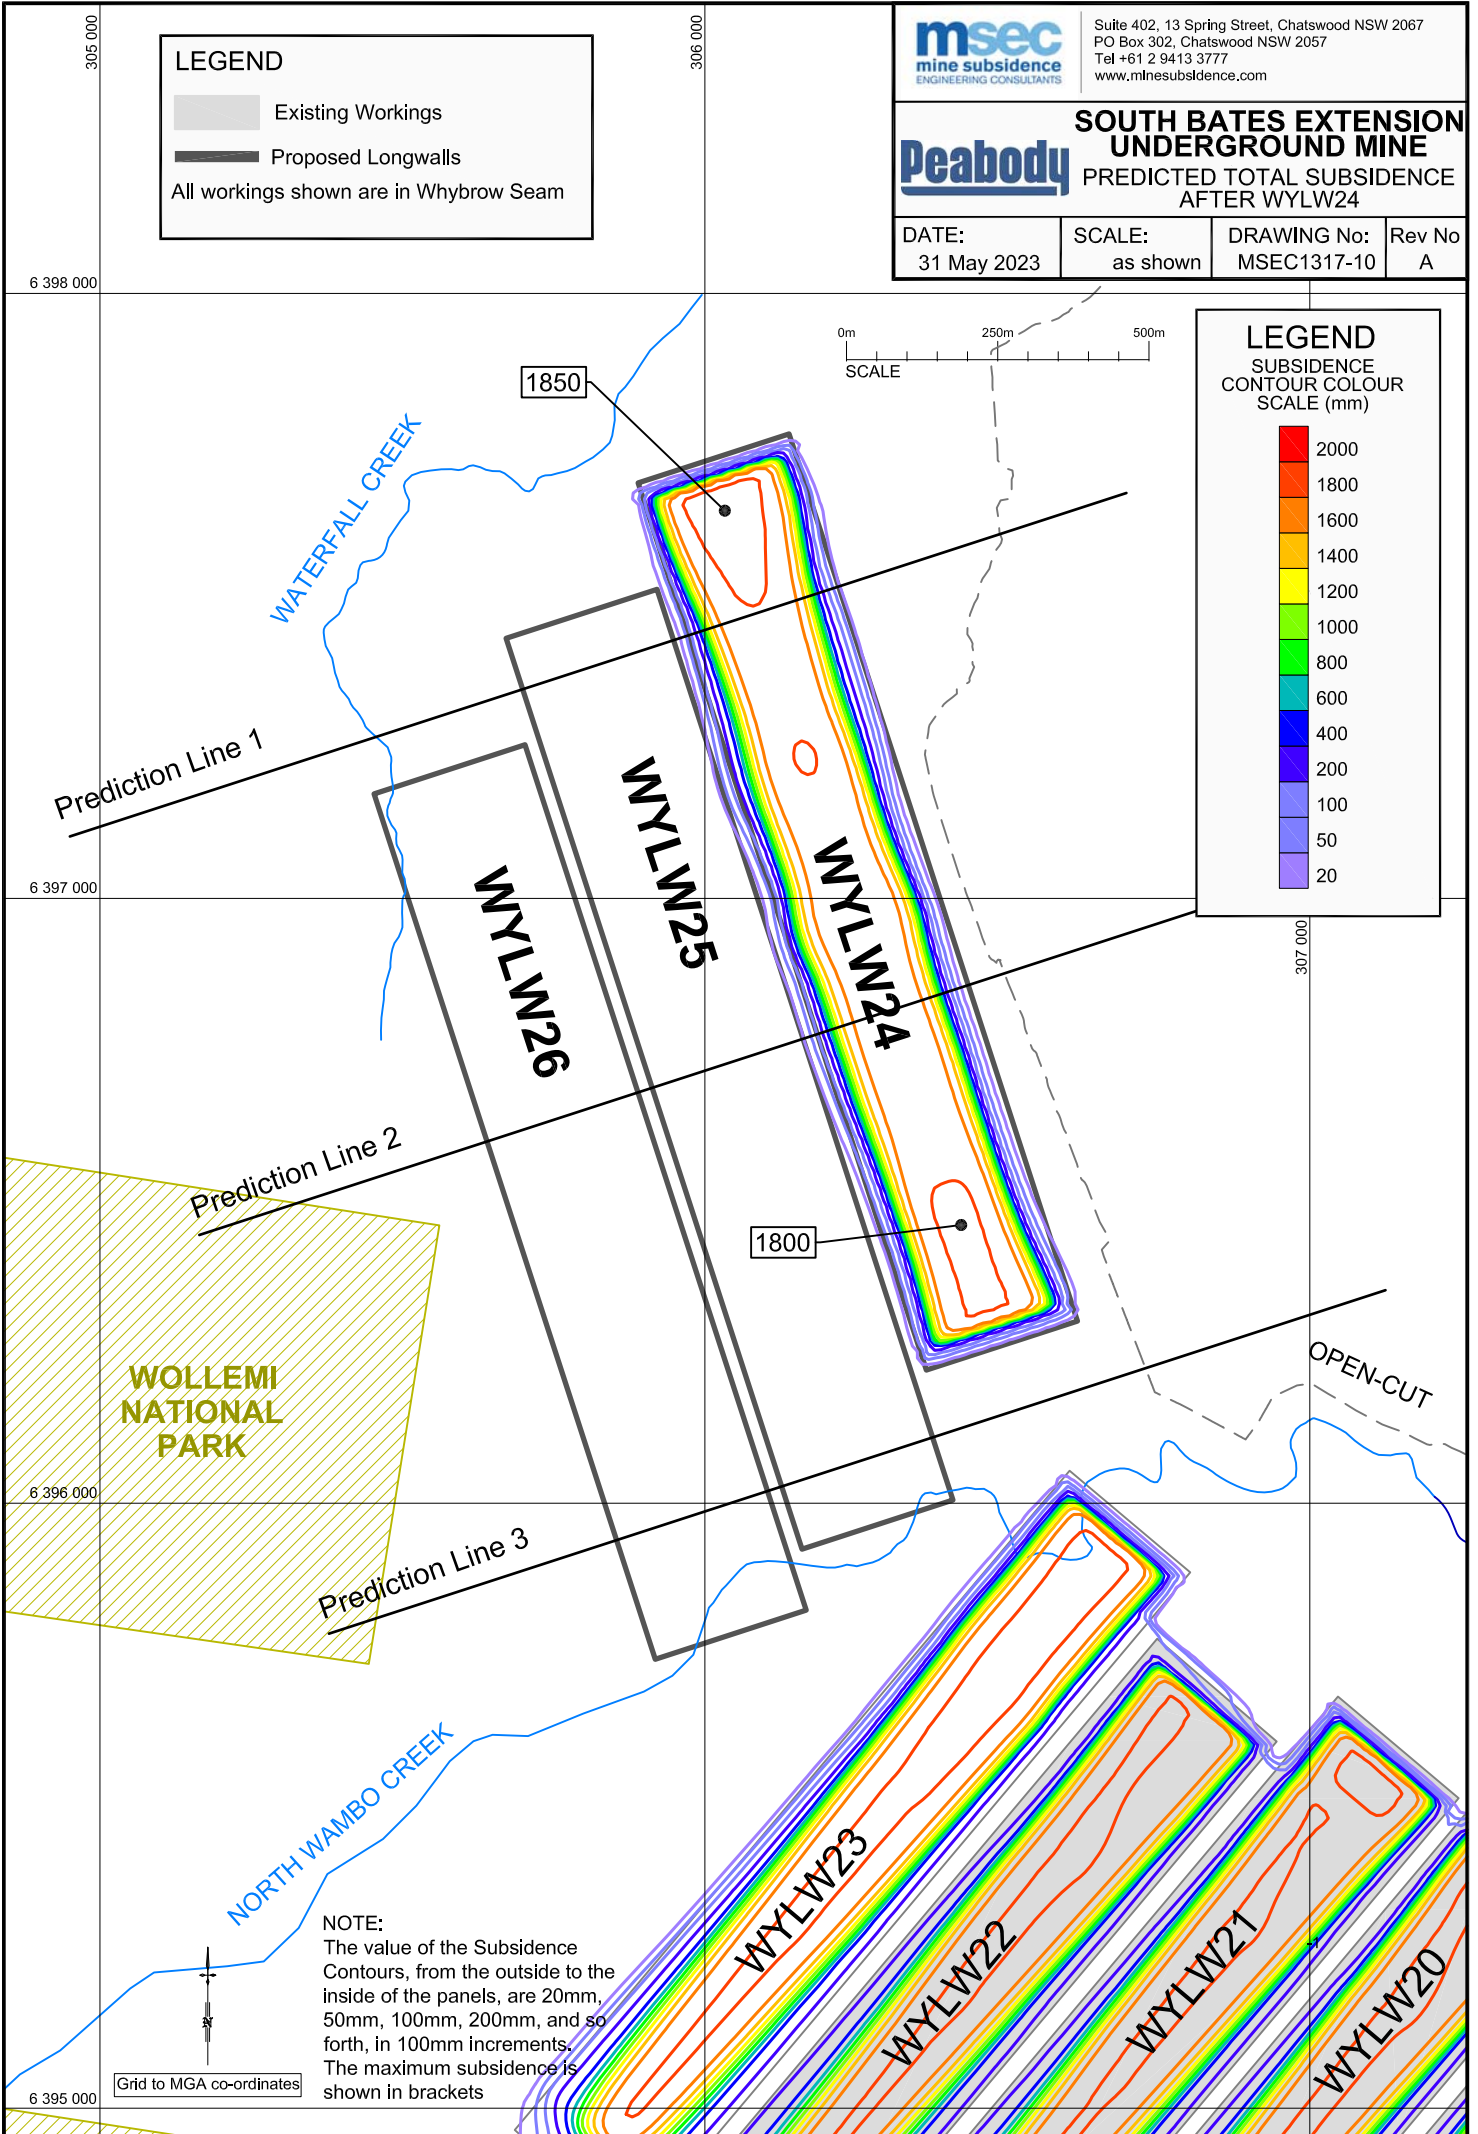 305 000
306 000
LEGEND
Existing Workings
Proposed Longwalls
All workings shown are in Whybrow Seam
msec
mine subsidence
ENGINEERING CONSULTANTS
Suite 402, 13 Spring Street, Chatswood NSW 2067
PO Box 302, Chatswood NSW 2057
Tel +61 2 9413 3777
www.minesubsidence.com
Peabody
SOUTH BATES EXTENSION
UNDERGROUND MINE
PREDICTED TOTAL SUBSIDENCE
AFTER WYLW24
DATE:
31 May 2023
SCALE:
as shown
DRAWING No:
MSEC1317-10
Rev No
A
6 398 000
0m 250m 500m
SCALE
LEGEND
SUBSIDENCE
CONTOUR COLOUR
SCALE (mm)
2000
1800
1600
1400
1200
1000
800
600
400
200
100
50
20
1850
WATERFALL CREEK
Prediction Line 1
WYLW25
WYLW24
WYLW26
6 397 000
307 000
Prediction Line 2
1800
WOLLEMI
NATIONAL
PARK
OPEN-CUT
6 396 000
Prediction Line 3
NORTH WAMBO CREEK
WYLW23
WYLW22
WYLW21
WYLW20
-1
NOTE:
The value of the Subsidence
Contours, from the outside to the
inside of the panels, are 20mm,
50mm, 100mm, 200mm, and so
forth, in 100mm increments.
The maximum subsidence is
shown in brackets
N
Grid to MGA co-ordinates
6 395 000